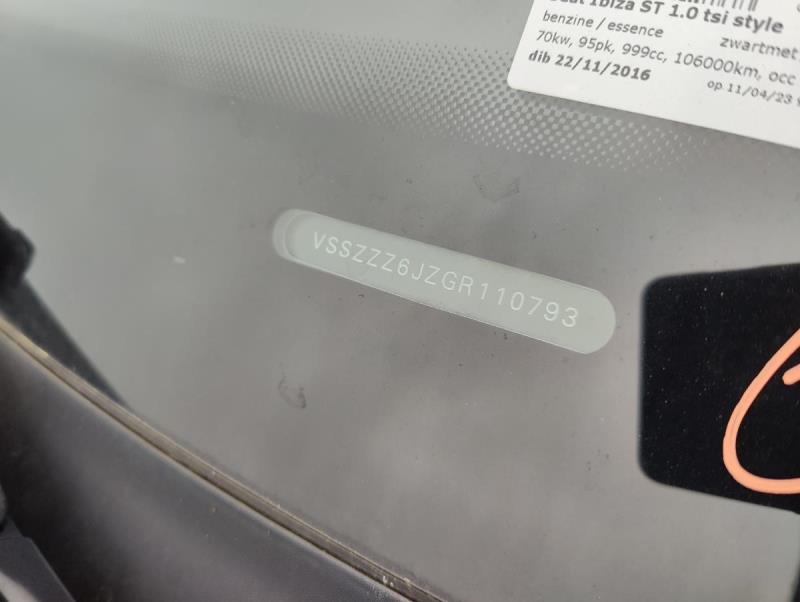 Ibiza ST 1.0 tsi style
benzine / essence zwartmet
70kw, 95pk, 999cc, 106000km, occ
dib 22/11/2016
op 11/04/23
VSSZZZ6JZGR110793